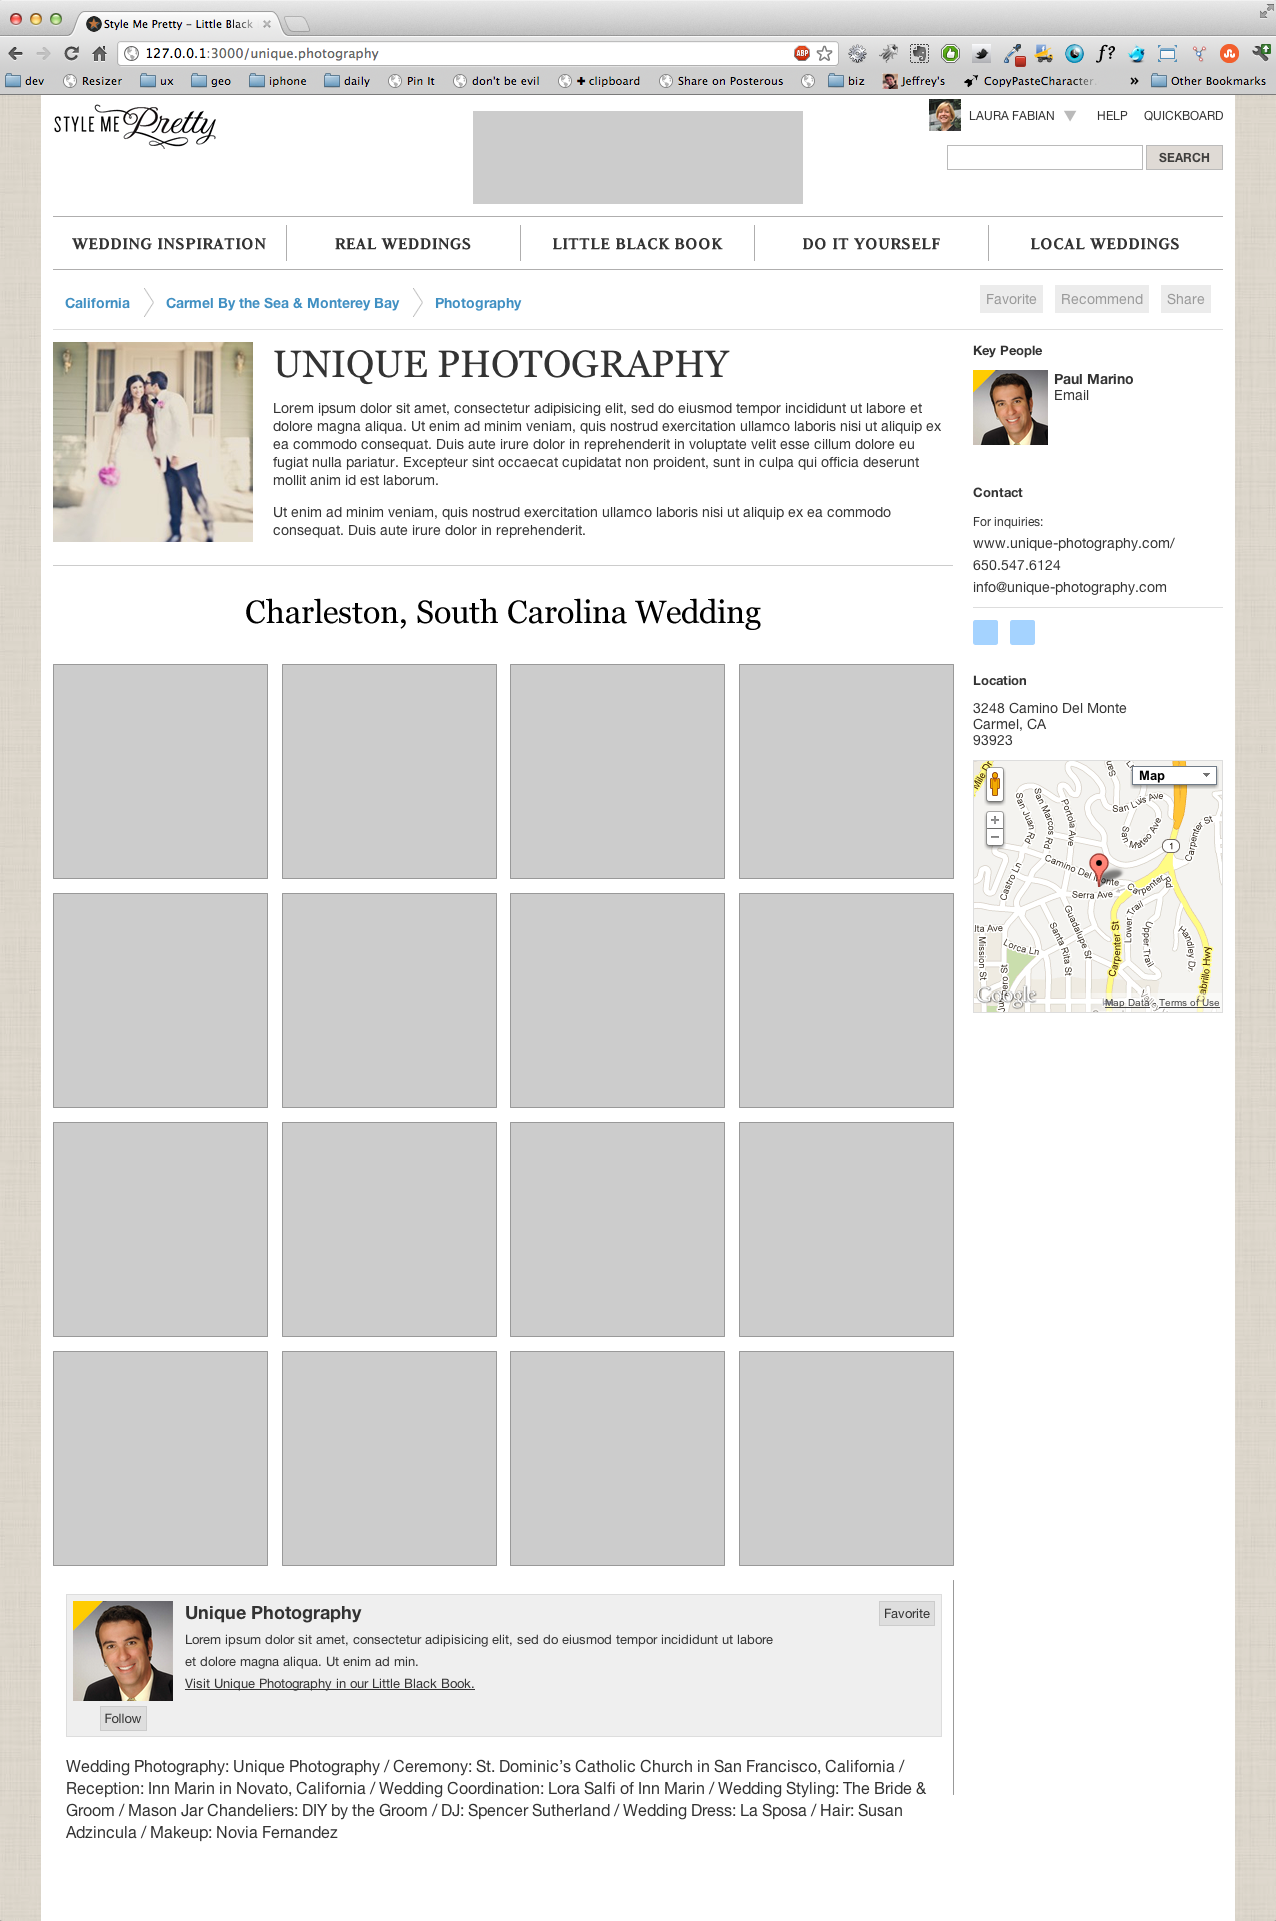 Style Me Pretty – Little Black
127.0.0.1:3000/unique.photography
ABP
f?
dev
Resizer
ux
geo
iphone
daily
Pin It
don't be evil
+ clipboard
Share on Posterous
biz
Jeffrey's
CopyPasteCharacter
»
Other Bookmarks
STYLE ME Pretty
LAURA FABIAN
HELP
QUICKBOARD
SEARCH
WEDDING INSPIRATION
REAL WEDDINGS
LITTLE BLACK BOOK
DO IT YOURSELF
LOCAL WEDDINGS
California
Carmel By the Sea & Monterey Bay
Photography
Favorite
Recommend
Share
UNIQUE PHOTOGRAPHY
Lorem ipsum dolor sit amet, consectetur adipisicing elit, sed do eiusmod tempor incididunt ut labore et
dolore magna aliqua. Ut enim ad minim veniam, quis nostrud exercitation ullamco laboris nisi ut aliquip ex
ea commodo consequat. Duis aute irure dolor in reprehenderit in voluptate velit esse cillum dolore eu
fugiat nulla pariatur. Excepteur sint occaecat cupidatat non proident, sunt in culpa qui officia deserunt
mollit anim id est laborum.
Ut enim ad minim veniam, quis nostrud exercitation ullamco laboris nisi ut aliquip ex ea commodo
consequat. Duis aute irure dolor in reprehenderit.
Key People
Paul Marino
Email
Contact
For inquiries:
www.unique-photography.com/
650.547.6124
info@unique-photography.com
Location
3248 Camino Del Monte
Carmel, CA
93923
Map
Mile Dr
San Luis Ave
San Juan Rd
San Marcos Rd
Portola Ave
San Mateo Ave
Carpenter St
1
Camino Del Monte
Castro Ln
Serra Ave
Carpenter Rd
Lower Trail
Upper Trail
Guadalupe St
Santa Rita St
lta Ave
Mission St
Lorca Ln
Carpenter St
Handley Dr
Cabrillo Hwy
Google
Map Data - Terms of Use
Charleston, South Carolina Wedding
Unique Photography
Favorite
Lorem ipsum dolor sit amet, consectetur adipisicing elit, sed do eiusmod tempor incididunt ut labore
et dolore magna aliqua. Ut enim ad min.
Visit Unique Photography in our Little Black Book.
Follow
Wedding Photography: Unique Photography / Ceremony: St. Dominic’s Catholic Church in San Francisco, California /
Reception: Inn Marin in Novato, California / Wedding Coordination: Lora Salfi of Inn Marin / Wedding Styling: The Bride &
Groom / Mason Jar Chandeliers: DIY by the Groom / DJ: Spencer Sutherland / Wedding Dress: La Sposa / Hair: Susan
Adzincula / Makeup: Novia Fernandez